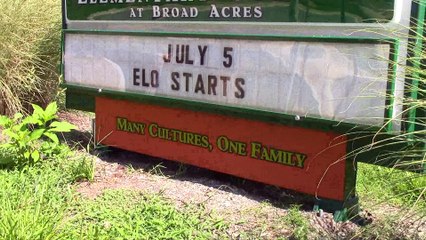 AT BROAD ACRES
JULY 5
ELO STARTS
MANY CULTURES, ONE FAMILY